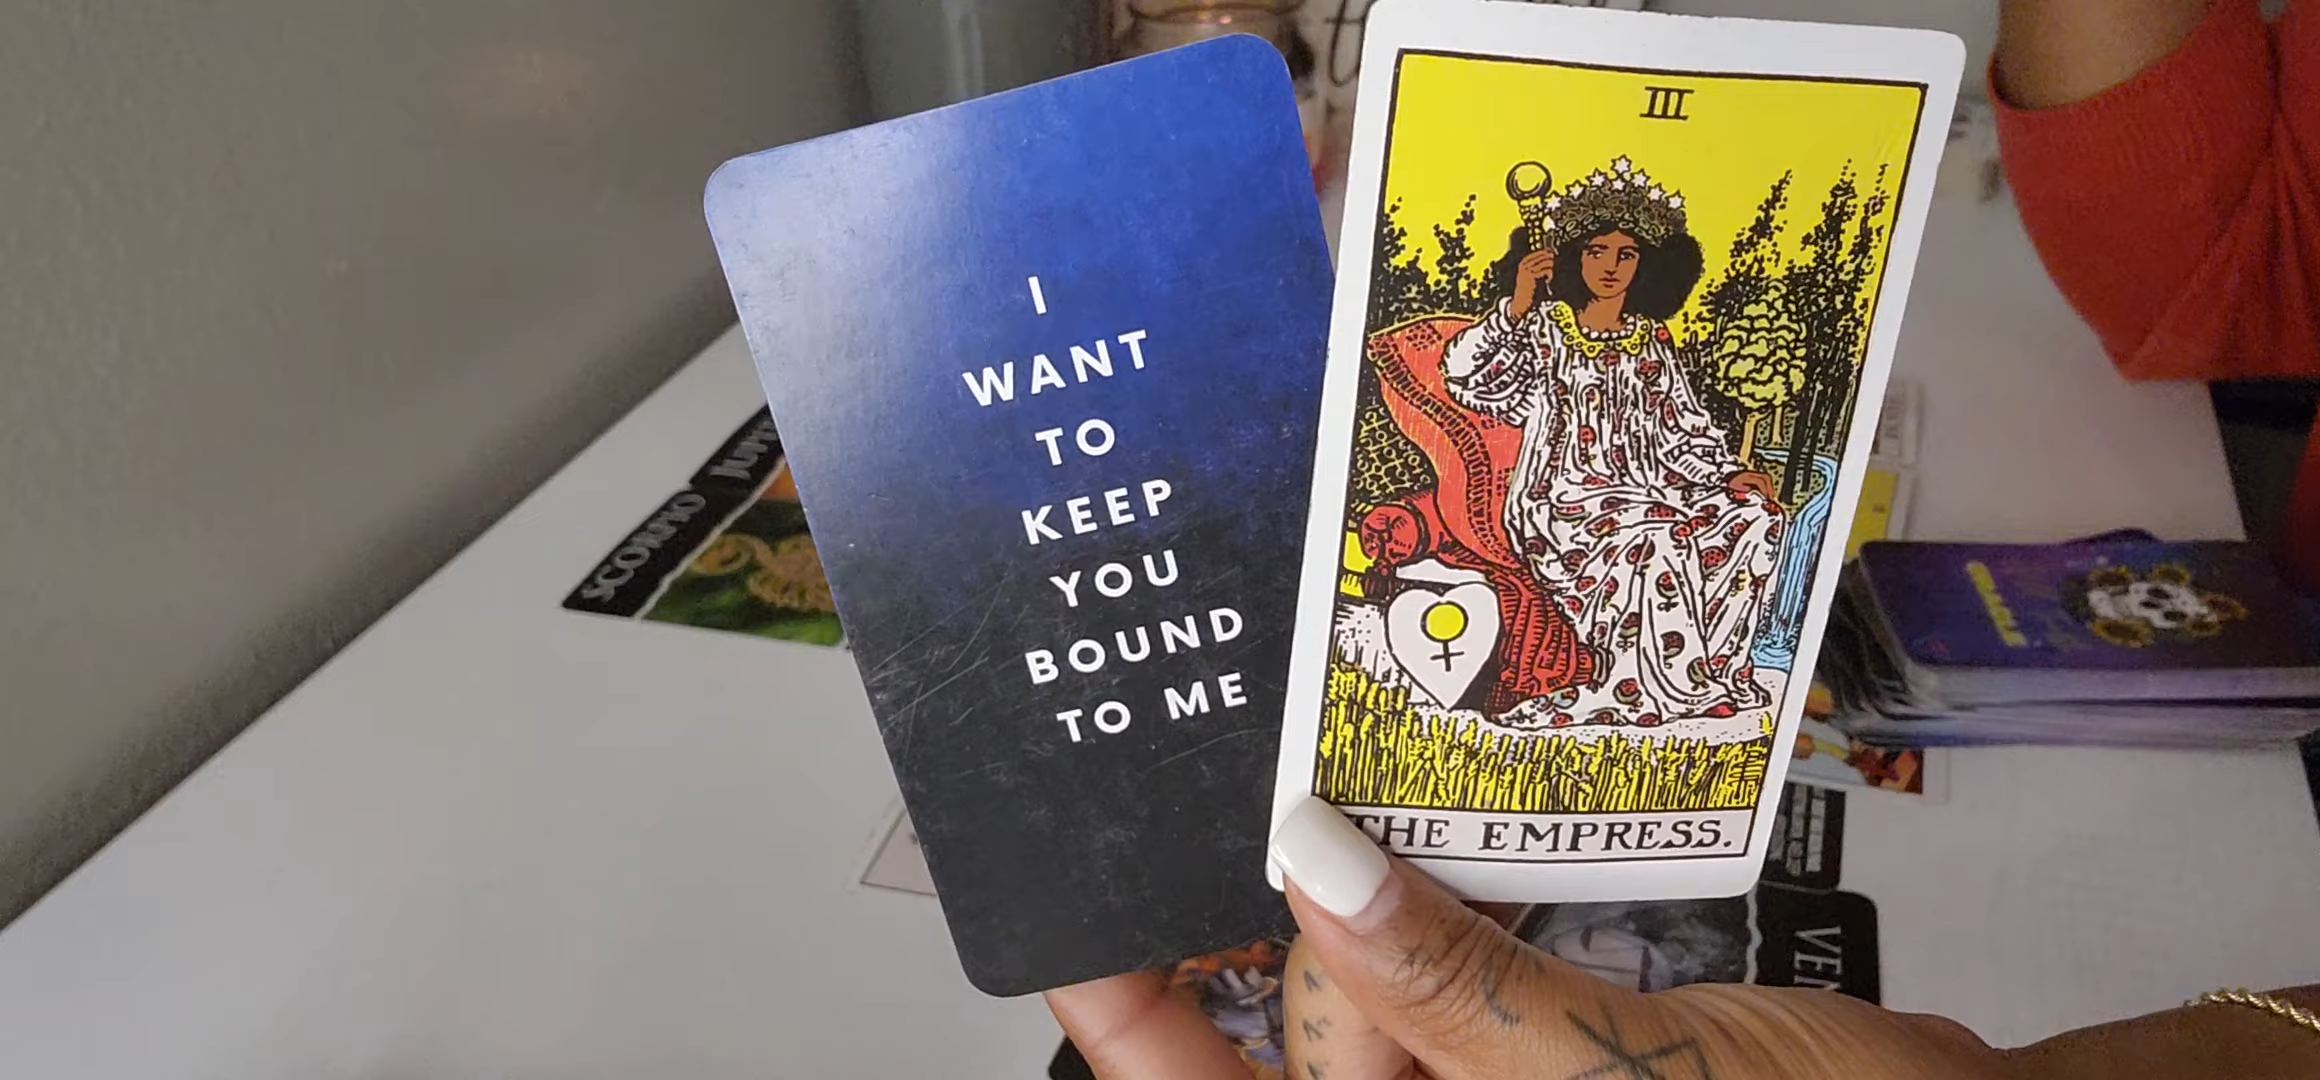 I
WANT
TO
KEEP
YOU
BOUND
TO ME
III
THE EMPRESS.
SCORPIO